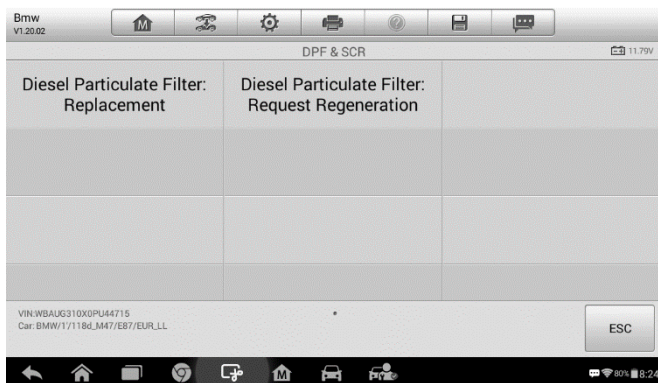 Bmw
V1.20.02
DPF & SCR
11.79V
Diesel Particulate Filter:
Replacement
Diesel Particulate Filter:
Request Regeneration
VIN:WBAUG310X0PU44715
Car: BMW/1'/118d_M47/E87/EUR_LL
ESC
80%
8:24